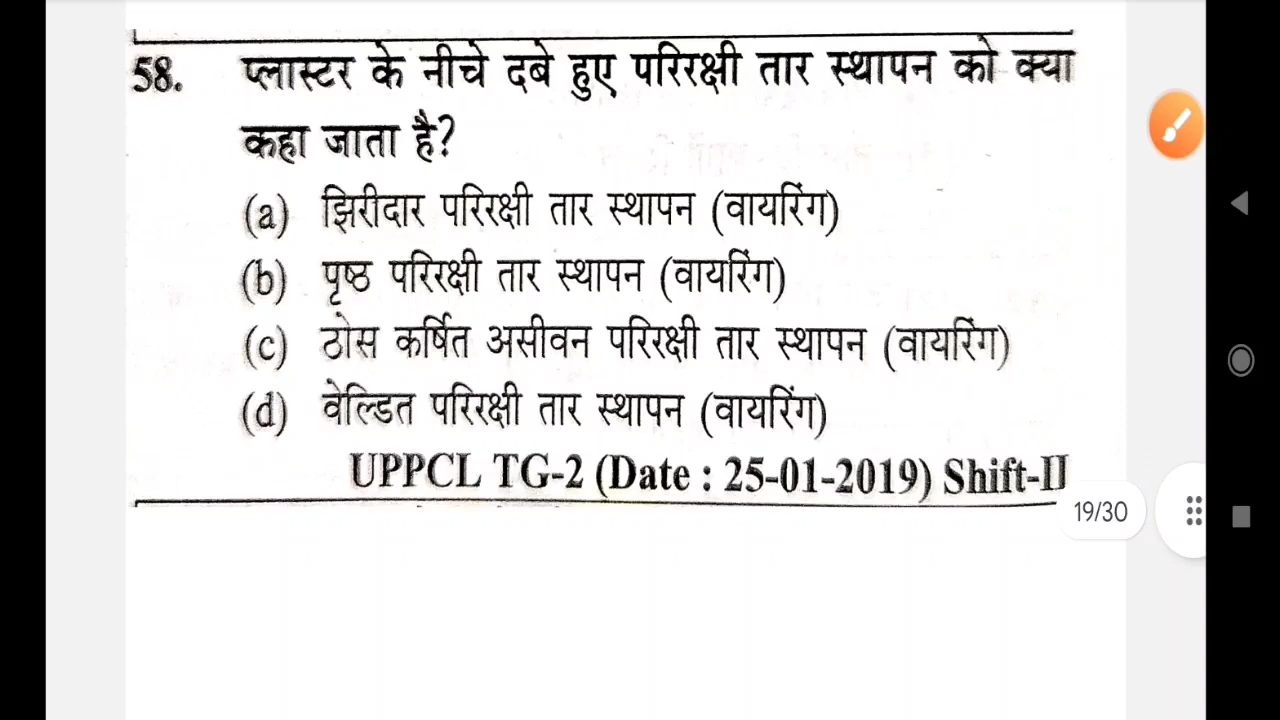 58. प्लास्टर के नीचे दबे हुए परिरक्षी तार स्थापन को क्या
कहा जाता है?
(a) झिरीदार परिरक्षी तार स्थापन (वायरिंग)
(b) पृष्ठ परिरक्षी तार स्थापन (वायरिंग)
(c) ठोस कर्षित असीवन परिरक्षी तार स्थापन (वायरिंग)
(d) वेल्डित परिरक्षी तार स्थापन (वायरिंग)
UPPCL TG-2 (Date : 25-01-2019) Shift-II
19/30